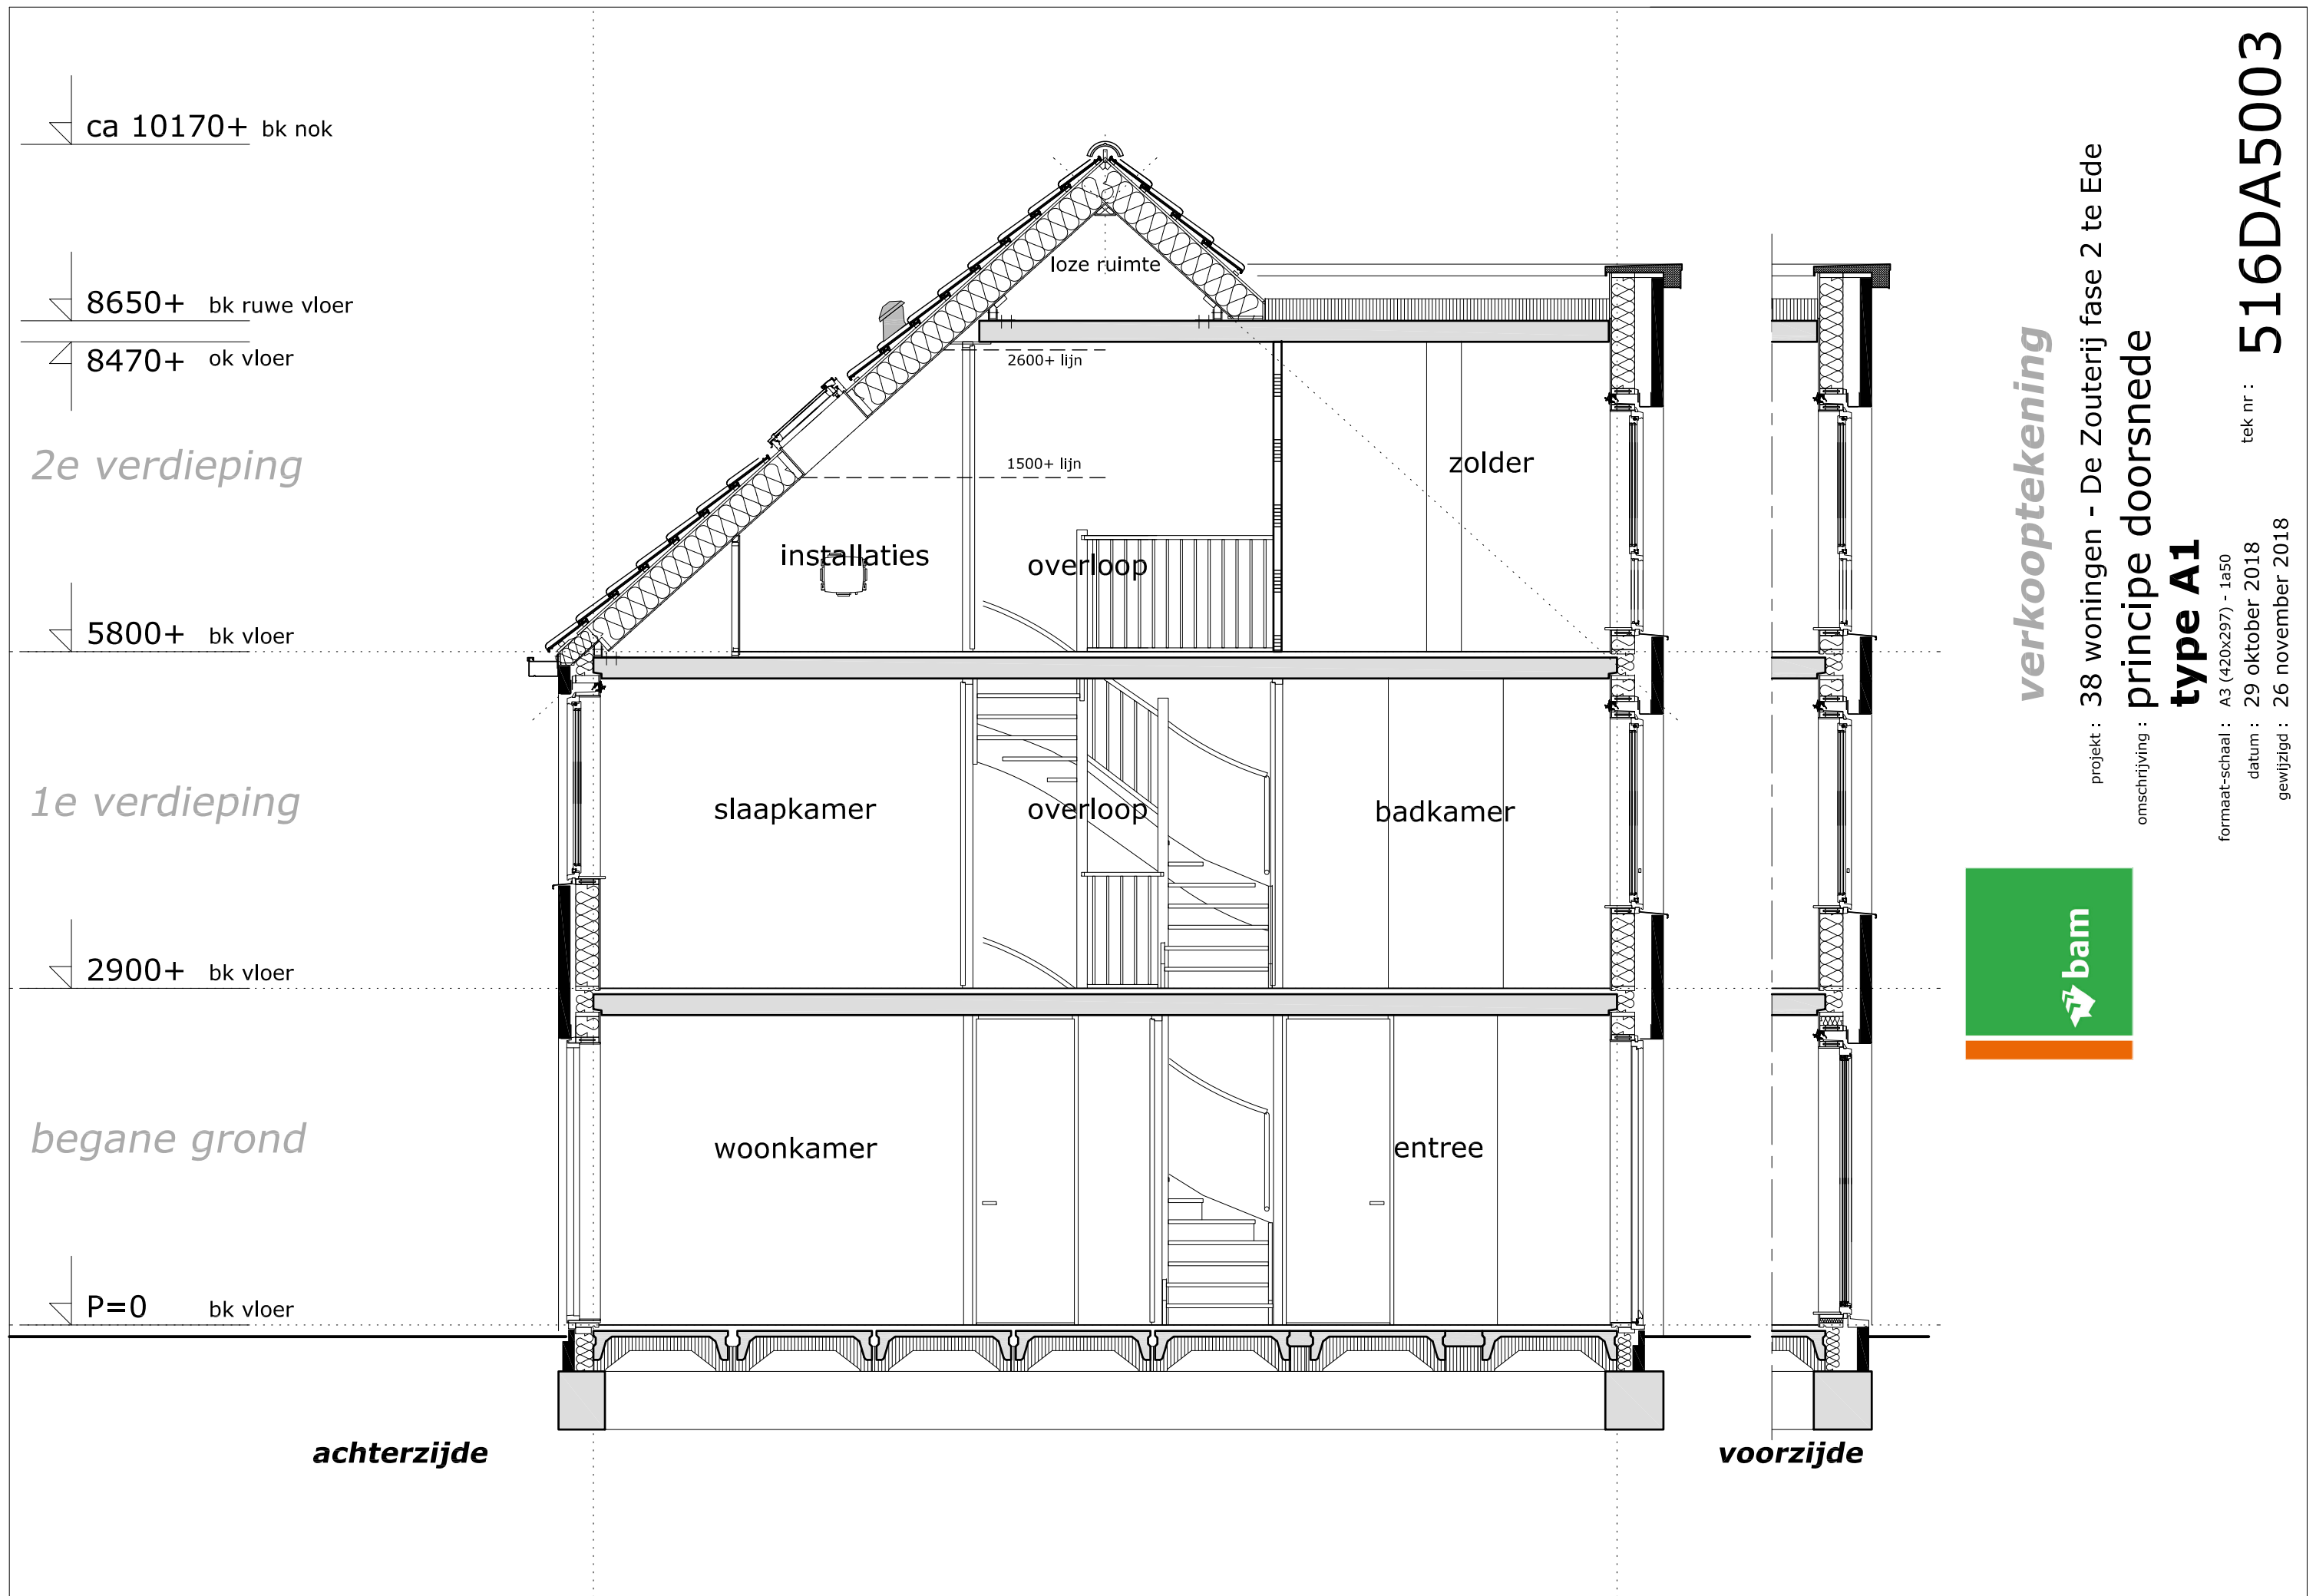 ca 10170+ bk nok
8650+ bk ruwe vloer
8470+ ok vloer
2e verdieping
5800+ bk vloer
1e verdieping
2900+ bk vloer
begane grond
P=0 bk vloer
loze ruimte
2600+ lijn
1500+ lijn
zolder
installaties
overloop
slaapkamer
overloop
badkamer
woonkamer
entree
achterzijde
voorzijde
verkooptekening
projekt : 38 woningen - De Zouterij fase 2 te Ede
omschrijving : principe doorsnede
type A1
formaat-schaal : A3 (420x297) - 1a50
datum : 29 oktober 2018
gewijzigd : 26 november 2018
tek nr : 516DA5003
bam